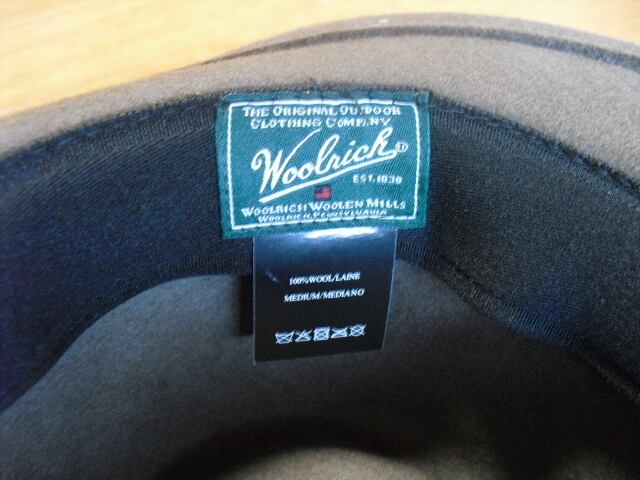 THE ORIGINAL OUTDOOR
CLOTHING COMPANY
Woolrich®
EST. 1830
WOOLRICH WOOLEN MILLS
WOOLRICH, PENNSYLVANIA
100% WOOL/LAINE
MEDIUM/MEDIANO